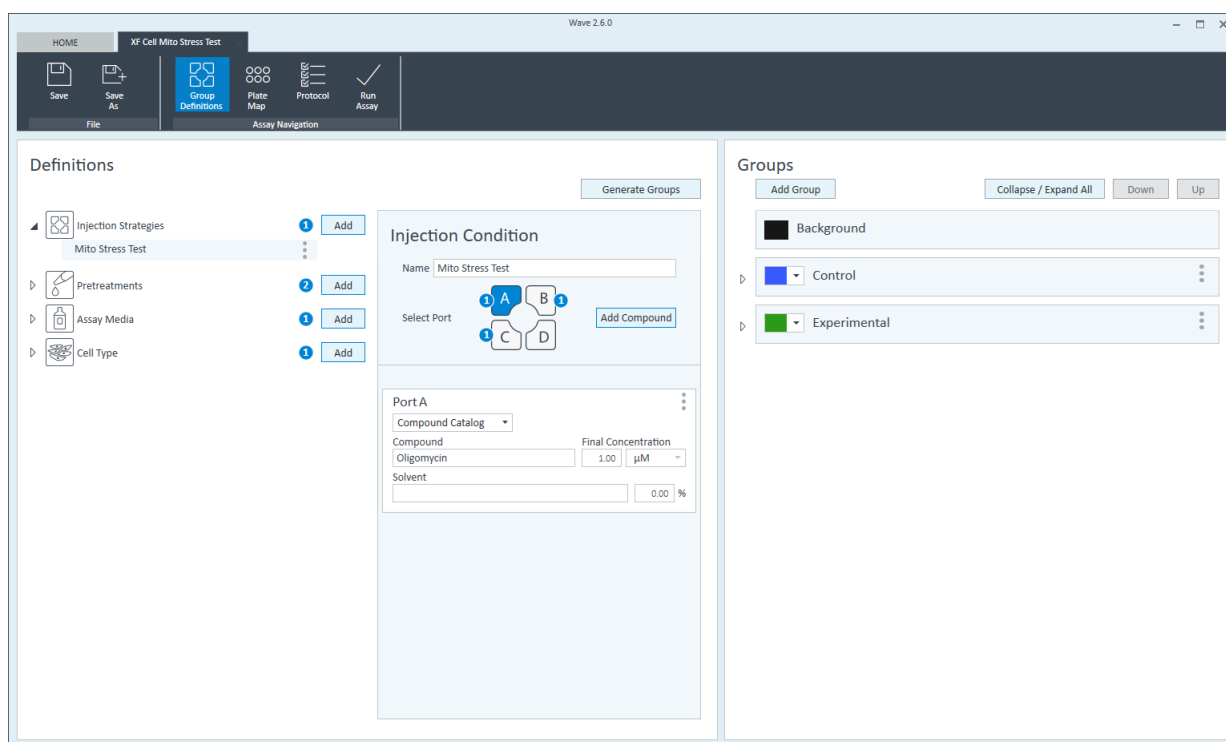 Wave 2.6.0
HOME
XF Cell Mito Stress Test
Save
Save As
Group Definitions
Plate Map
Protocol
Run Assay
File
Assay Navigation
Definitions
Generate Groups
Injection Strategies 1 Add
Mito Stress Test
Pretreatments 2 Add
Assay Media 1 Add
Cell Type 1 Add
Injection Condition
Name Mito Stress Test
Select Port
1 A B 1
1 C D
Add Compound
Port A
Compound Catalog
Compound Final Concentration
Oligomycin 1.00 µM
Solvent
0.00 %
Groups
Add Group
Collapse / Expand All
Down
Up
Background
Control
Experimental